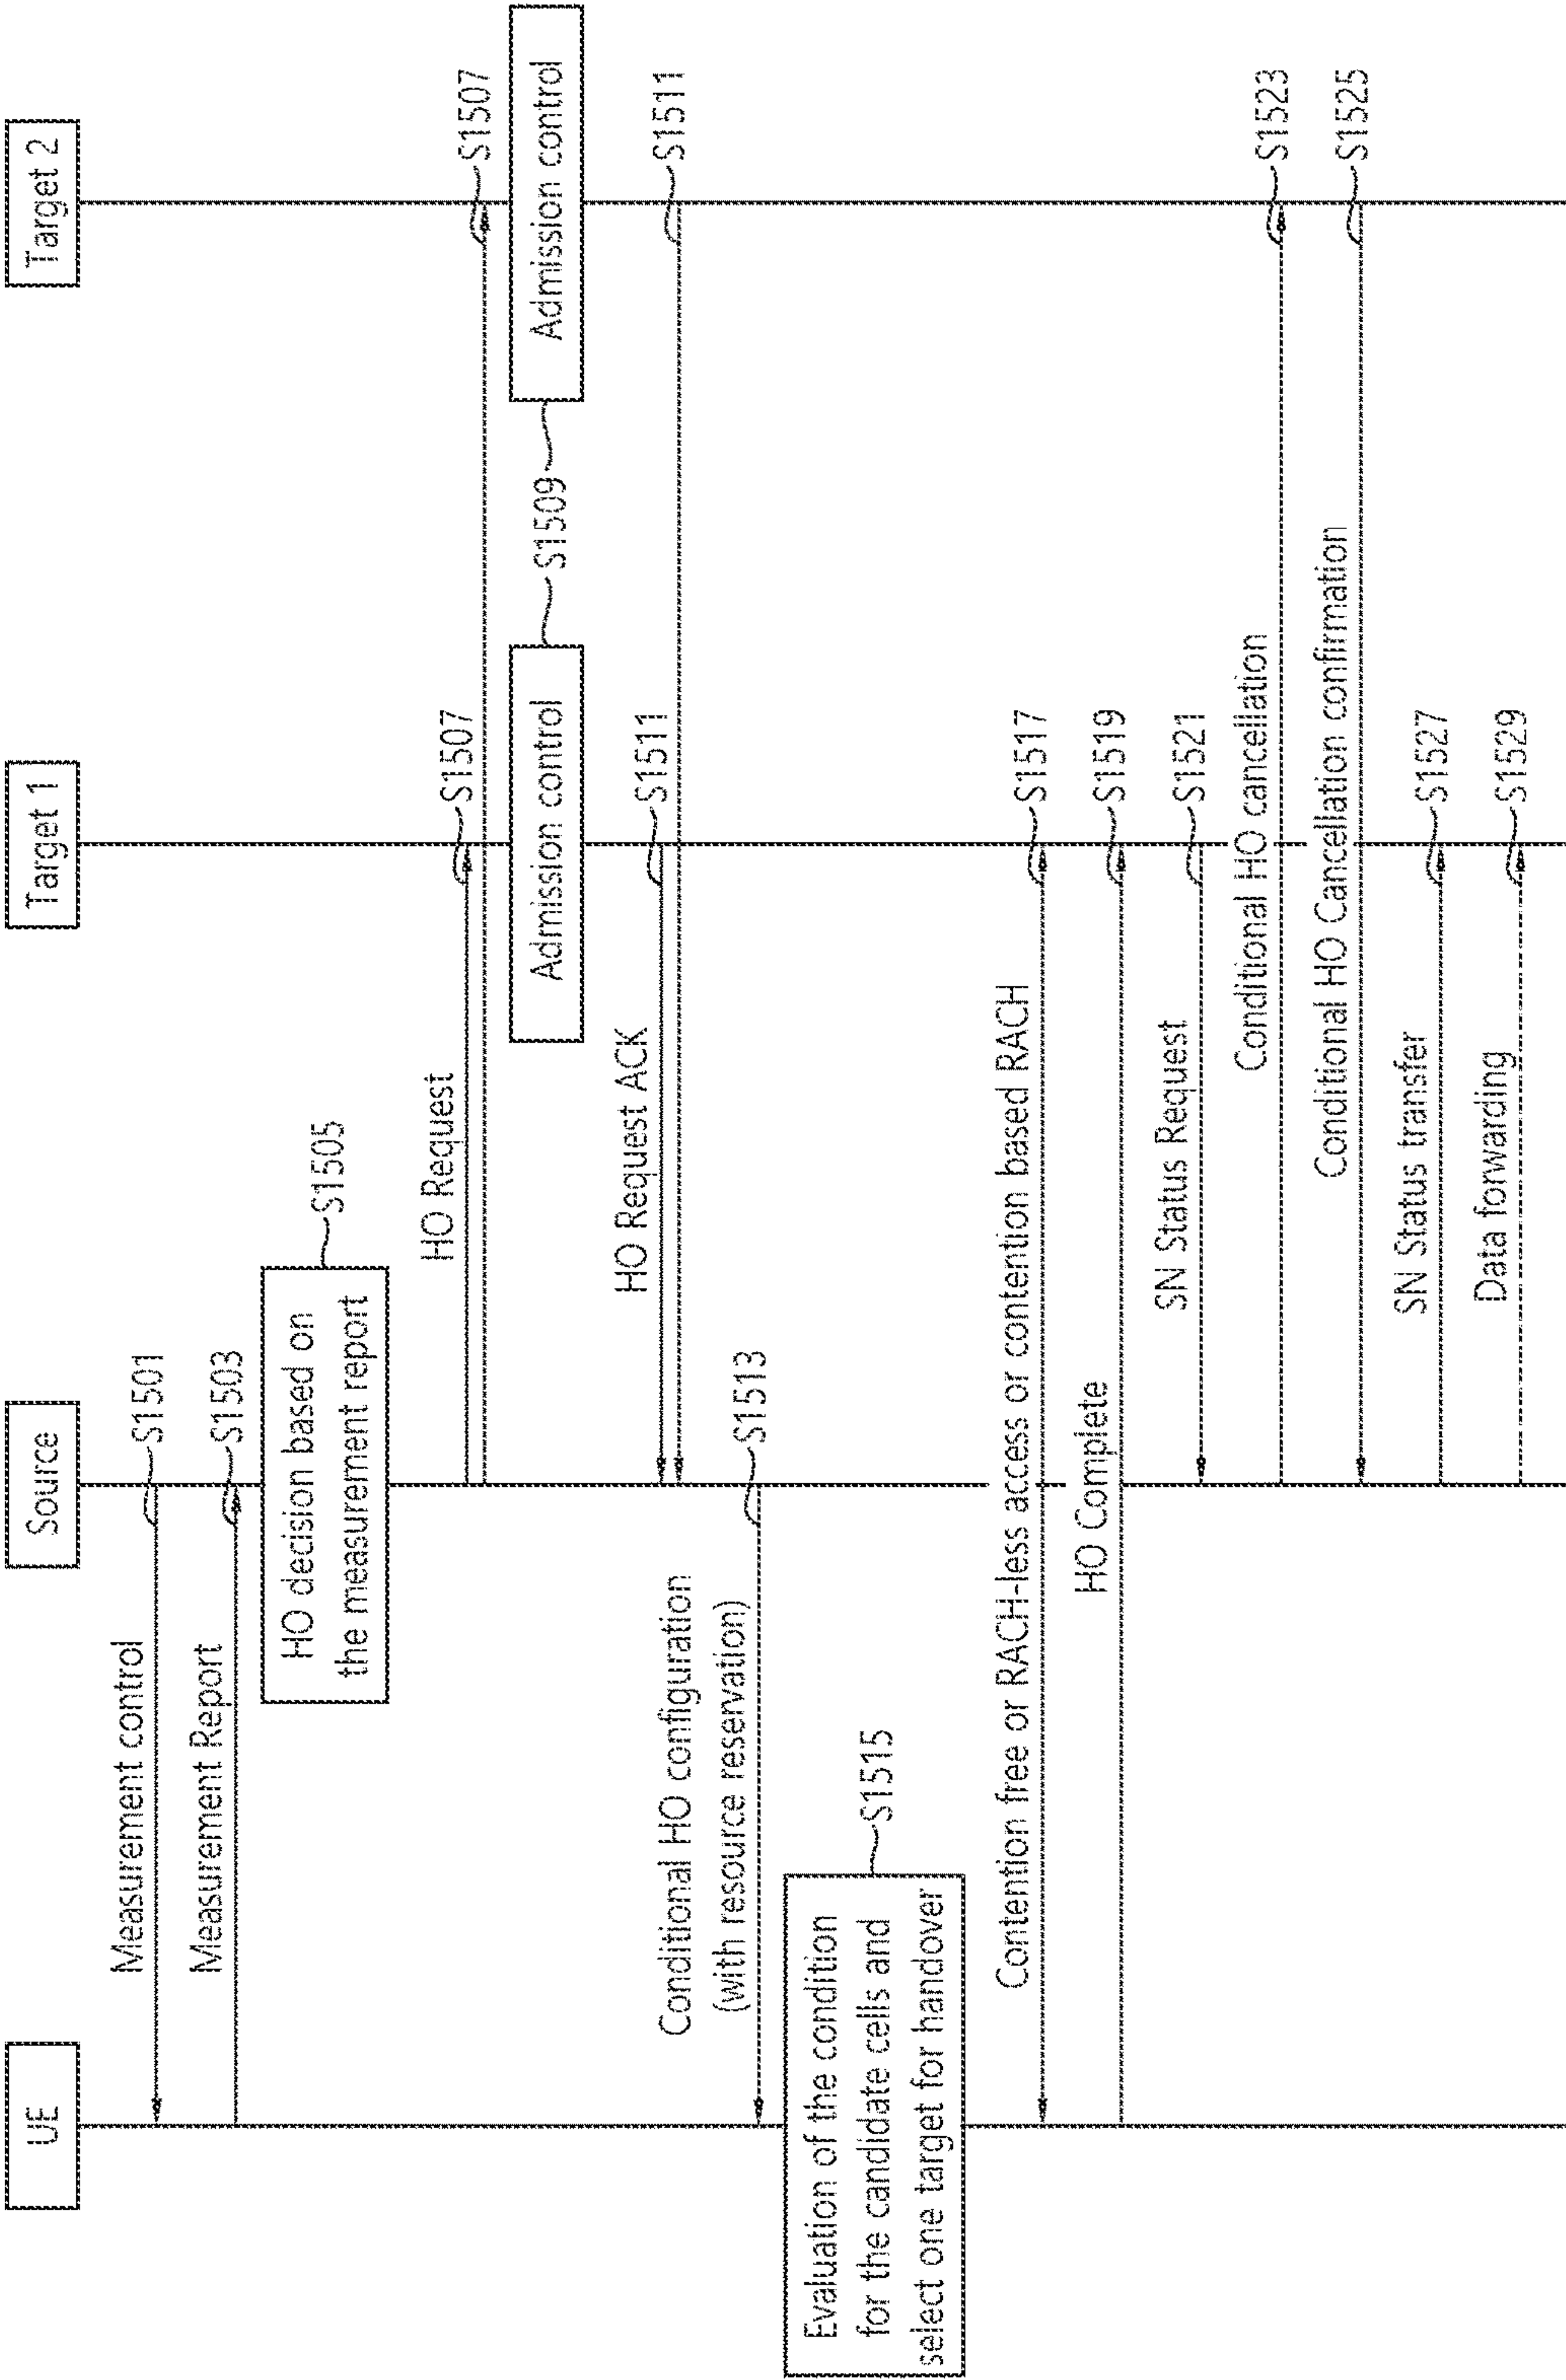 UE
Source
Target 1
Target 2
Measurement control
S1501
Measurement Report
S1503
HO decision based on
the measurement report
S1505
HO Request
S1507
S1507
Admission control
S1509
Admission control
HO Request ACK
S1511
S1511
Conditional HO configuration
(with resource reservation)
S1513
Evaluation of the condition
for the candidate cells and
select one target for handover
S1515
Contention free or RACH-less access or contention based RACH
S1517
HO Complete
S1519
SN Status Request
S1521
Conditional HO cancellation
S1523
Conditional HO Cancellation confirmation
S1525
SN Status transfer
S1527
Data forwarding
S1529